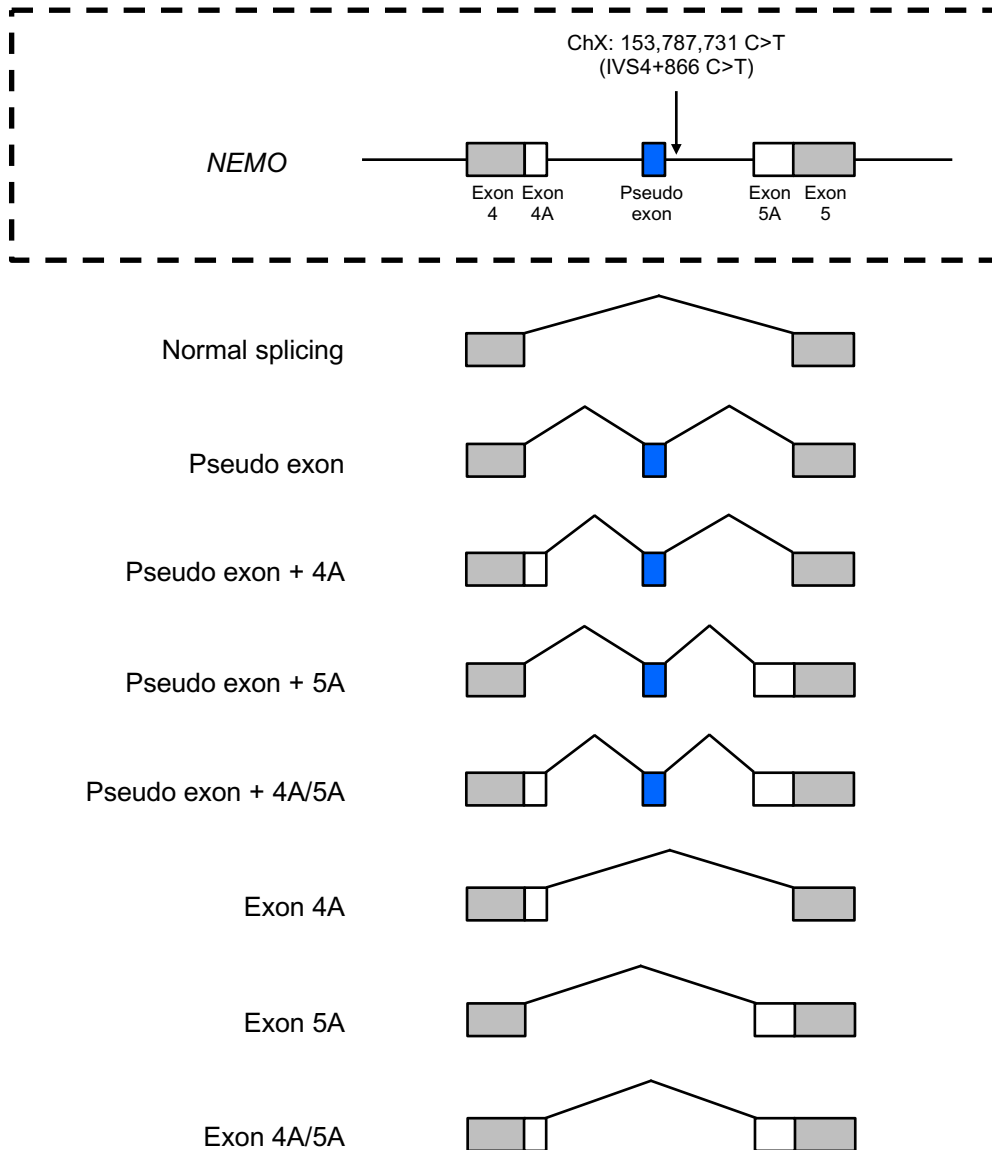 ChX: 153,787,731 C>T
(IVS4+866 C>T)
NEMO
Exon Exon Pseudo Exon Exon
4 4A exon 5A 5
Normal splicing
Pseudo exon
Pseudo exon + 4A
Pseudo exon + 5A
Pseudo exon + 4A/5A
Exon 4A
Exon 5A
Exon 4A/5A